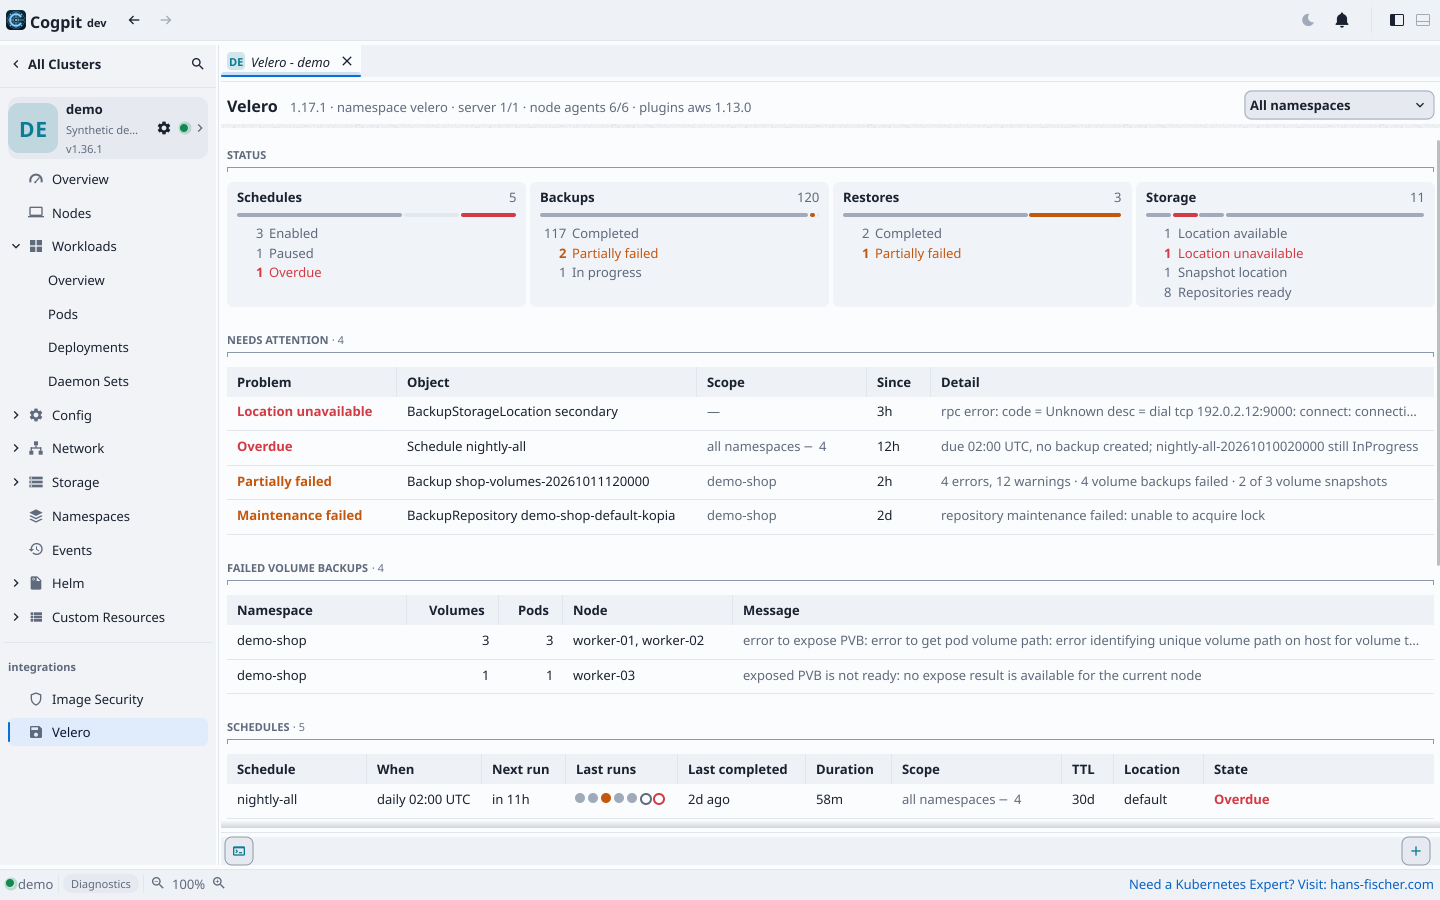 Cogpit dev
All Clusters
DE Velero - demo
DE
demo
Synthetic de...
v1.36.1
Overview
Nodes
Workloads
Overview
Pods
Deployments
Daemon Sets
Config
Network
Storage
Namespaces
Events
Helm
Custom Resources
integrations
Image Security
Velero
Velero 1.17.1 · namespace velero · server 1/1 · node agents 6/6 · plugins aws 1.13.0
All namespaces
STATUS
Schedules 5
3 Enabled
1 Paused
1 Overdue
Backups 120
117 Completed
2 Partially failed
1 In progress
Restores 3
2 Completed
1 Partially failed
Storage 11
1 Location available
1 Location unavailable
1 Snapshot location
8 Repositories ready
NEEDS ATTENTION · 4
Problem Object Scope Since Detail
Location unavailable BackupStorageLocation secondary — 3h rpc error: code = Unknown desc = dial tcp 192.0.2.12:9000: connect: connecti...
Overdue Schedule nightly-all all namespaces − 4 12h due 02:00 UTC, no backup created; nightly-all-20261010020000 still InProgress
Partially failed Backup shop-volumes-20261011120000 demo-shop 2h 4 errors, 12 warnings · 4 volume backups failed · 2 of 3 volume snapshots
Maintenance failed BackupRepository demo-shop-default-kopia demo-shop 2d repository maintenance failed: unable to acquire lock
FAILED VOLUME BACKUPS · 4
Namespace Volumes Pods Node Message
demo-shop 3 3 worker-01, worker-02 error to expose PVB: error to get pod volume path: error identifying unique volume path on host for volume t...
demo-shop 1 1 worker-03 exposed PVB is not ready: no expose result is available for the current node
SCHEDULES · 5
Schedule When Next run Last runs Last completed Duration Scope TTL Location State
nightly-all daily 02:00 UTC in 11h 2d ago 58m all namespaces − 4 30d default Overdue
demo Diagnostics 100% Need a Kubernetes Expert? Visit: hans-fischer.com